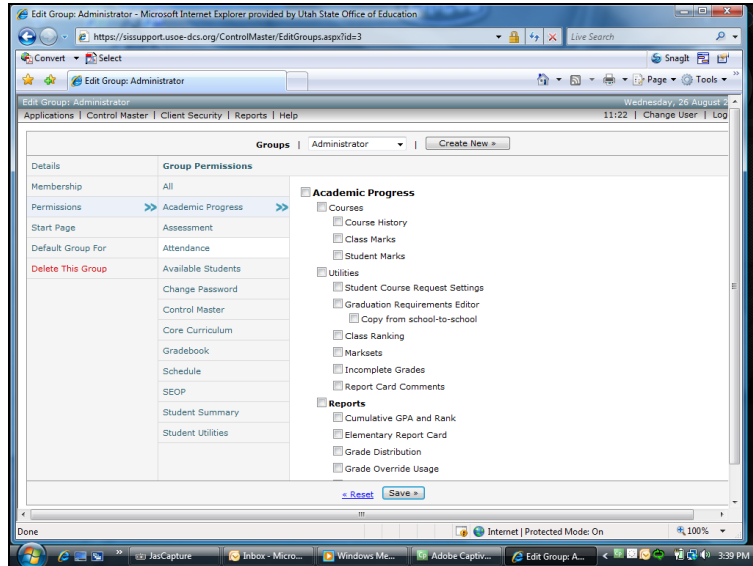 Edit Group: Administrator - Microsoft Internet Explorer provided by Utah State Office of Education
https://sissupport.usoe-dcs.org/ControlMaster/EditGroups.aspx?id=3
Live Search
Convert Select
SnagIt
Edit Group: Administrator
Page Tools
Edit Group: Administrator
Wednesday, 26 August 2
Applications | Control Master | Client Security | Reports | Help
11:22 | Change User | Log
Groups | Administrator | Create New »
Details
Group Permissions
Membership
All
Academic Progress
Permissions
Academic Progress
Courses
Course History
Start Page
Assessment
Class Marks
Default Group For
Attendance
Student Marks
Delete This Group
Available Students
Utilities
Change Password
Student Course Request Settings
Control Master
Graduation Requirements Editor
Copy from school-to-school
Core Curriculum
Class Ranking
Gradebook
Marksets
Schedule
Incomplete Grades
SEOP
Report Card Comments
Reports
Student Summary
Cumulative GPA and Rank
Student Utilities
Elementary Report Card
Grade Distribution
Grade Override Usage
« Reset Save »
Done
Internet | Protected Mode: On
100%
JasCapture
Inbox - Micro...
Windows Me...
Adobe Captiv...
Edit Group: A...
3:39 PM